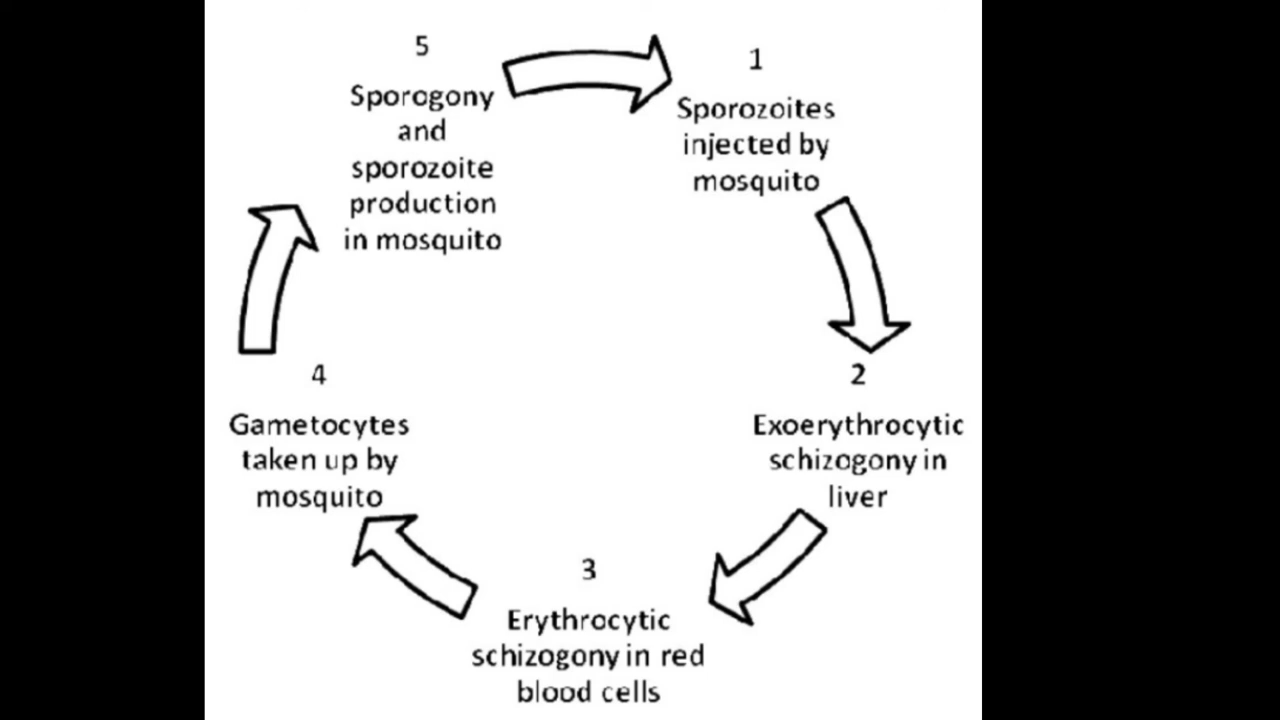 1
Sporozoites
injected by
mosquito
2
Exoerythrocytic
schizogony in
liver
3
Erythrocytic
schizogony in red
blood cells
4
Gametocytes
taken up by
mosquito
5
Sporogony
and
sporozoite
production
in mosquito